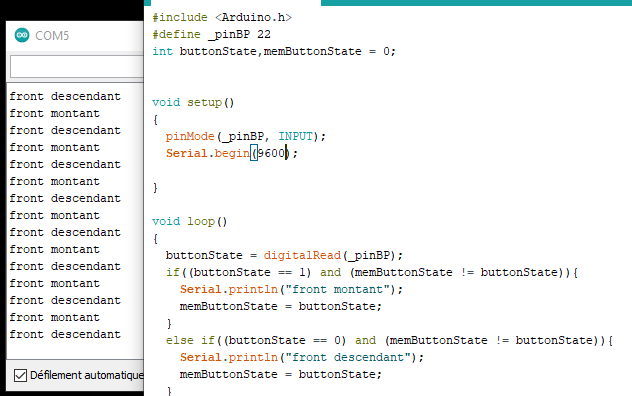 COM5
front descendant
front montant
front descendant
front montant
front descendant
front montant
front descendant
front montant
front descendant
front montant
front descendant
front montant
front descendant
front montant
front descendant
Défilement automatique
#include <Arduino.h>
#define _pinBP 22
int buttonState,memButtonState = 0;
void setup()
{
pinMode(_pinBP, INPUT);
Serial.begin(9600);
}
void loop()
{
buttonState = digitalRead(_pinBP);
if((buttonState == 1) and (memButtonState != buttonState)){
Serial.println("front montant");
memButtonState = buttonState;
}
else if((buttonState == 0) and (memButtonState != buttonState)){
Serial.println("front descendant");
memButtonState = buttonState;
}